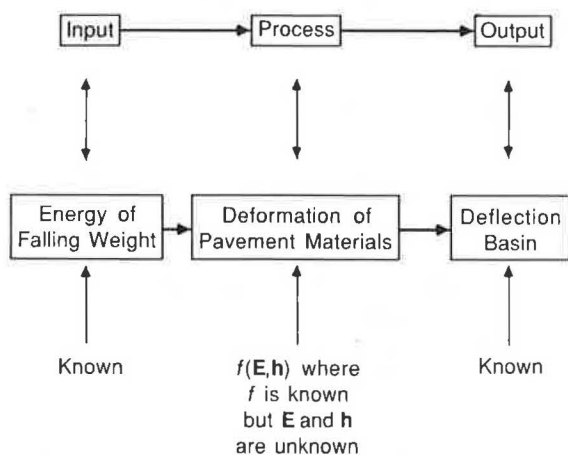 Input
Process
Output
Energy of
Falling Weight
Deformation of
Pavement Materials
Deflection
Basin
Known
f(E,h) where
f is known
but E and h
are unknown
Known